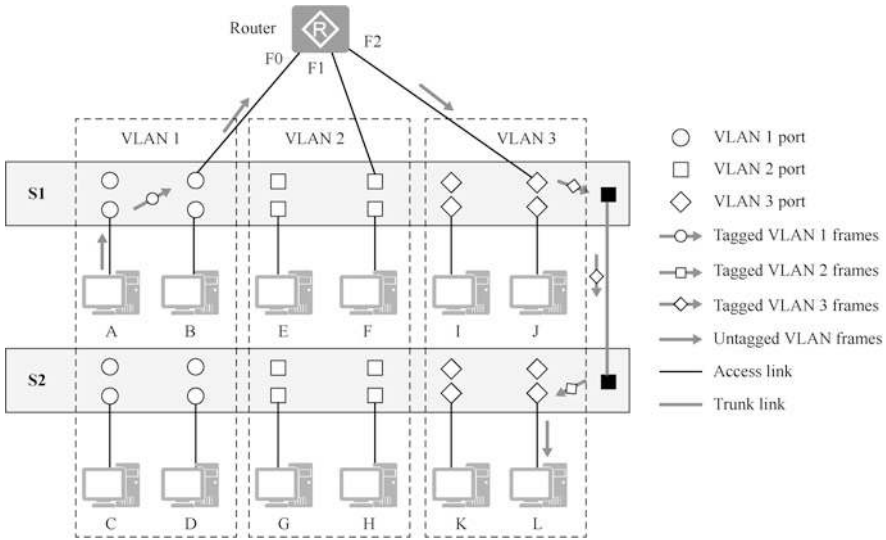 Router
R
F0
F1
F2
VLAN 1
VLAN 2
VLAN 3
S1
A
B
E
F
I
J
S2
C
D
G
H
K
L
VLAN 1 port
VLAN 2 port
VLAN 3 port
Tagged VLAN 1 frames
Tagged VLAN 2 frames
Tagged VLAN 3 frames
Untagged VLAN frames
Access link
Trunk link